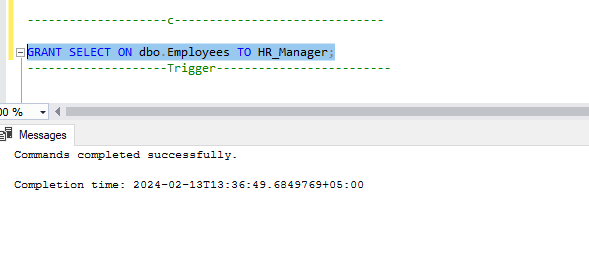 --------------------c------------------------------
GRANT SELECT ON dbo.Employees TO HR_Manager;
--------------------Trigger-------------------------
00 %
Messages
Commands completed successfully.
Completion time: 2024-02-13T13:36:49.6849769+05:00